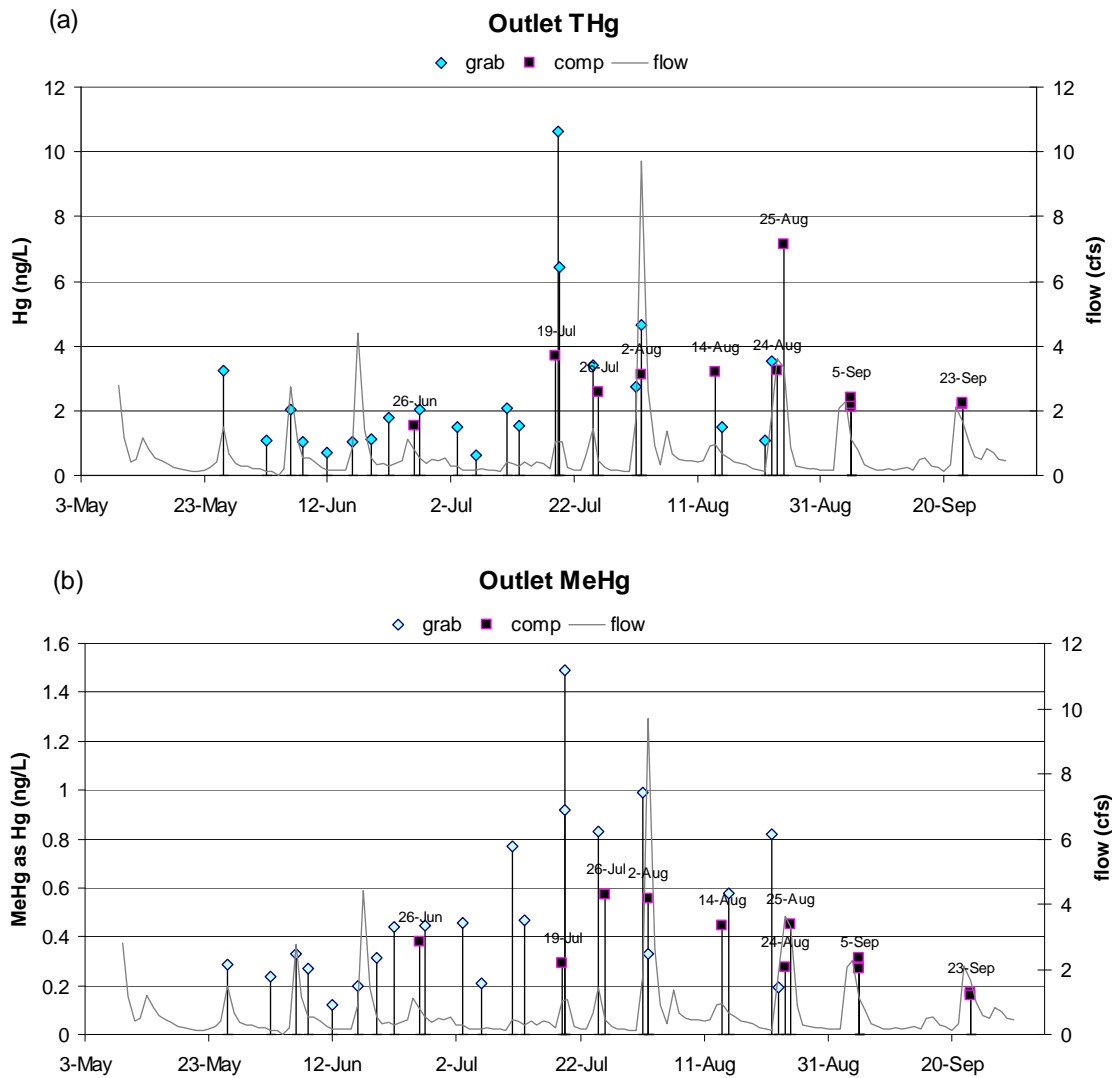 (a)
Outlet THg
grab comp flow
12 12
10 10
8 8
25-Aug
Hg (ng/L) flow (cfs)
6 6
19-Jul
4 2-Aug 24-Aug 4
26-Jul 14-Aug
5-Sep 23-Sep
26-Jun
2 2
0 0
3-May 23-May 12-Jun 2-Jul 22-Jul 11-Aug 31-Aug 20-Sep
(b)
Outlet MeHg
grab comp flow
1.6 12
1.4
10
1.2
8
1
MeHg as Hg (ng/L) flow (cfs)
0.8 6
26-Jul 2-Aug
0.6
14-Aug 25-Aug 4
26-Jun
0.4
19-Jul 24-Aug 5-Sep
23-Sep 2
0.2
0 0
3-May 23-May 12-Jun 2-Jul 22-Jul 11-Aug 31-Aug 20-Sep